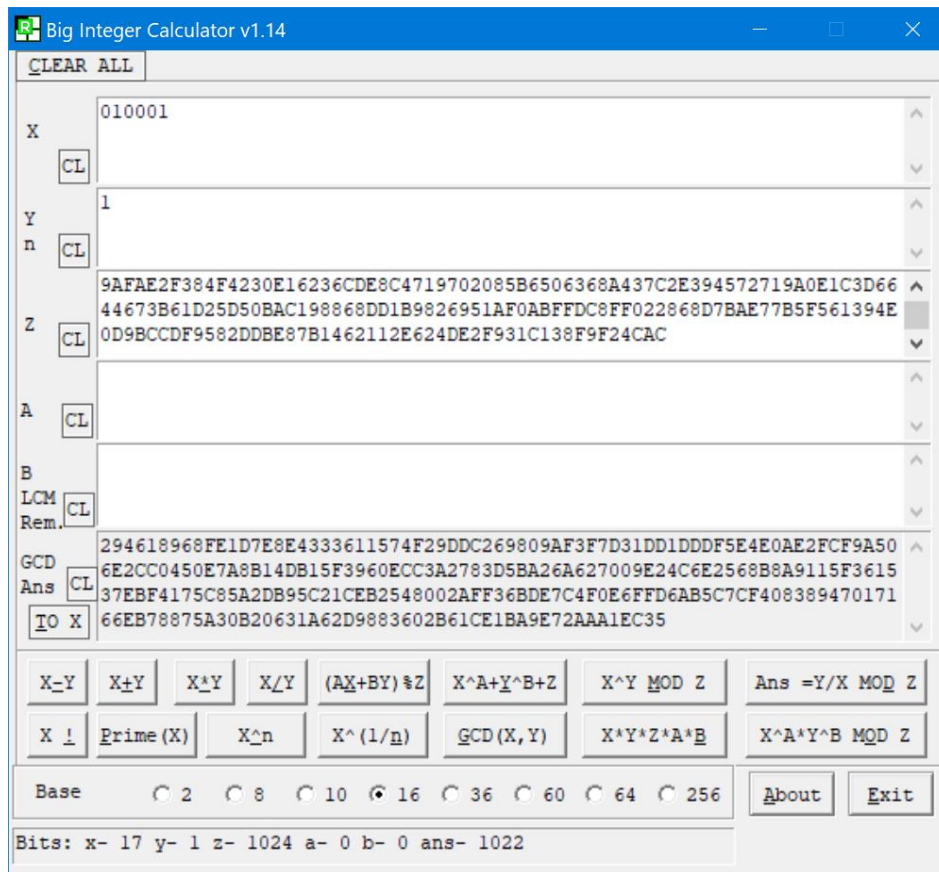 Big Integer Calculator v1.14
CLEAR ALL
X
CL
010001
Y
n
CL
1
Z
CL
9AFAE2F384F4230E16236CDE8C4719702085B6506368A437C2E394572719A0E1C3D66
44673B61D25D50BAC198868DD1B9826951AF0ABFFDC8FF022868D7BAE77B5F561394E
0D9BCCDF9582DDBE87B1462112E624DE2F931C138F9F24CAC
A
CL
B
LCM
Rem.
CL
GCD
Ans
CL
TO X
294618968FE1D7E8E4333611574F29DDC269809AF3F7D31DD1DDDF5E4E0AE2FCF9A50
6E2CC0450E7A8B14DB15F3960ECC3A2783D5BA26A627009E24C6E2568B8A9115F3615
37EBF4175C85A2DB95C21CEB2548002AFF36BDE7C4F0E6FFD6AB5C7CF408389470171
66EB78875A30B20631A62D9883602B61CE1BA9E72AAA1EC35
X-Y X+Y X*Y X/Y (AX+BY)%Z X^A+Y^B+Z X^Y MOD Z Ans =Y/X MOD Z
X ! Prime(X) X^n X^(1/n) GCD(X,Y) X*Y*Z*A*B X^A*Y^B MOD Z
Base 2 8 10 16 36 60 64 256 About Exit
Bits: x- 17 y- 1 z- 1024 a- 0 b- 0 ans- 1022